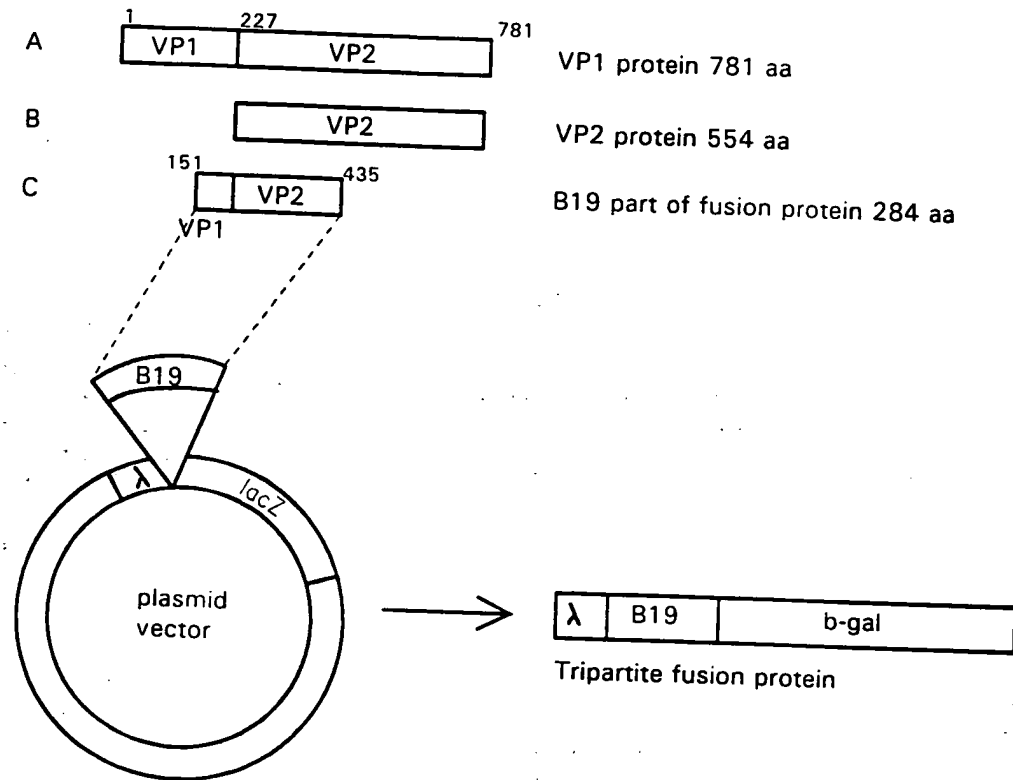 1 227 781
A VP1 VP2 VP1 protein 781 aa
B VP2 VP2 protein 554 aa
151 435
C VP2 B19 part of fusion protein 284 aa
VP1
B19
λ lacZ
plasmid
vector
λ B19 b-gal
Tripartite fusion protein